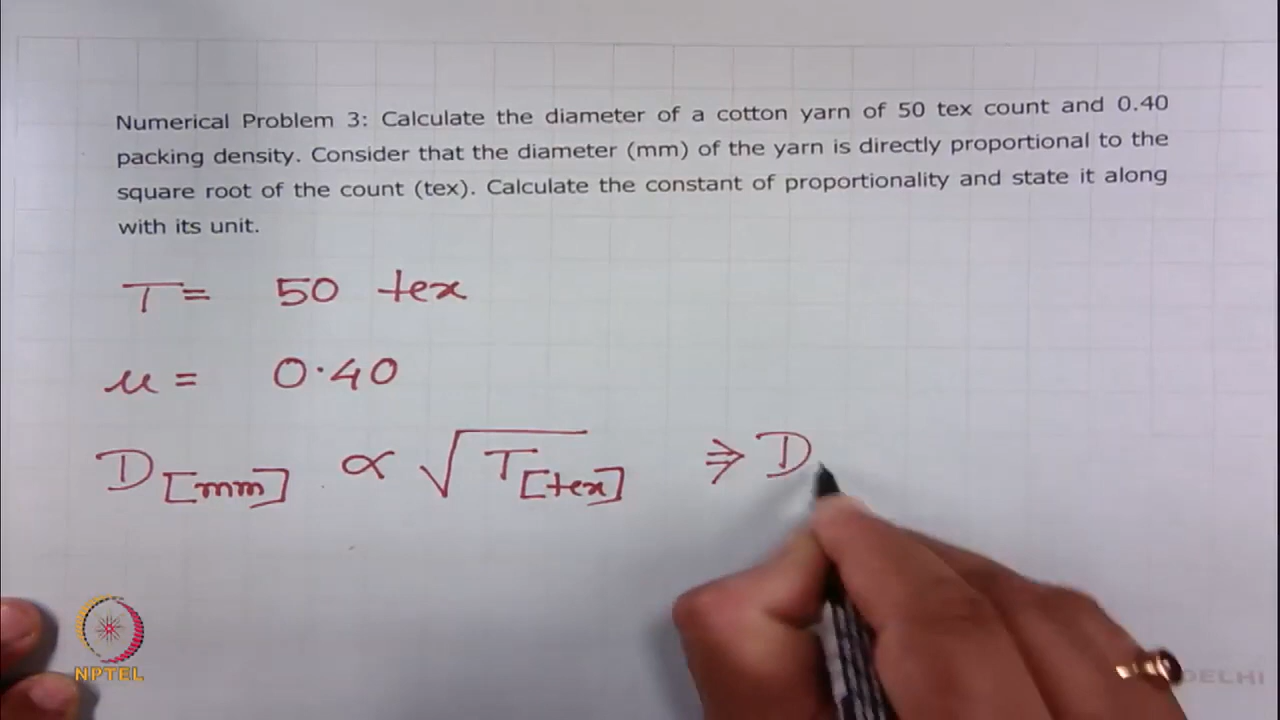 Numerical Problem 3: Calculate the diameter of a cotton yarn of 50 tex count and 0.40
packing density. Consider that the diameter (mm) of the yarn is directly proportional to the
square root of the count (tex). Calculate the constant of proportionality and state it along
with its unit.
T = 50 tex
μ = 0.40
D [mm] ∝ √T [tex] ⇒ D
NPTEL
DELHI